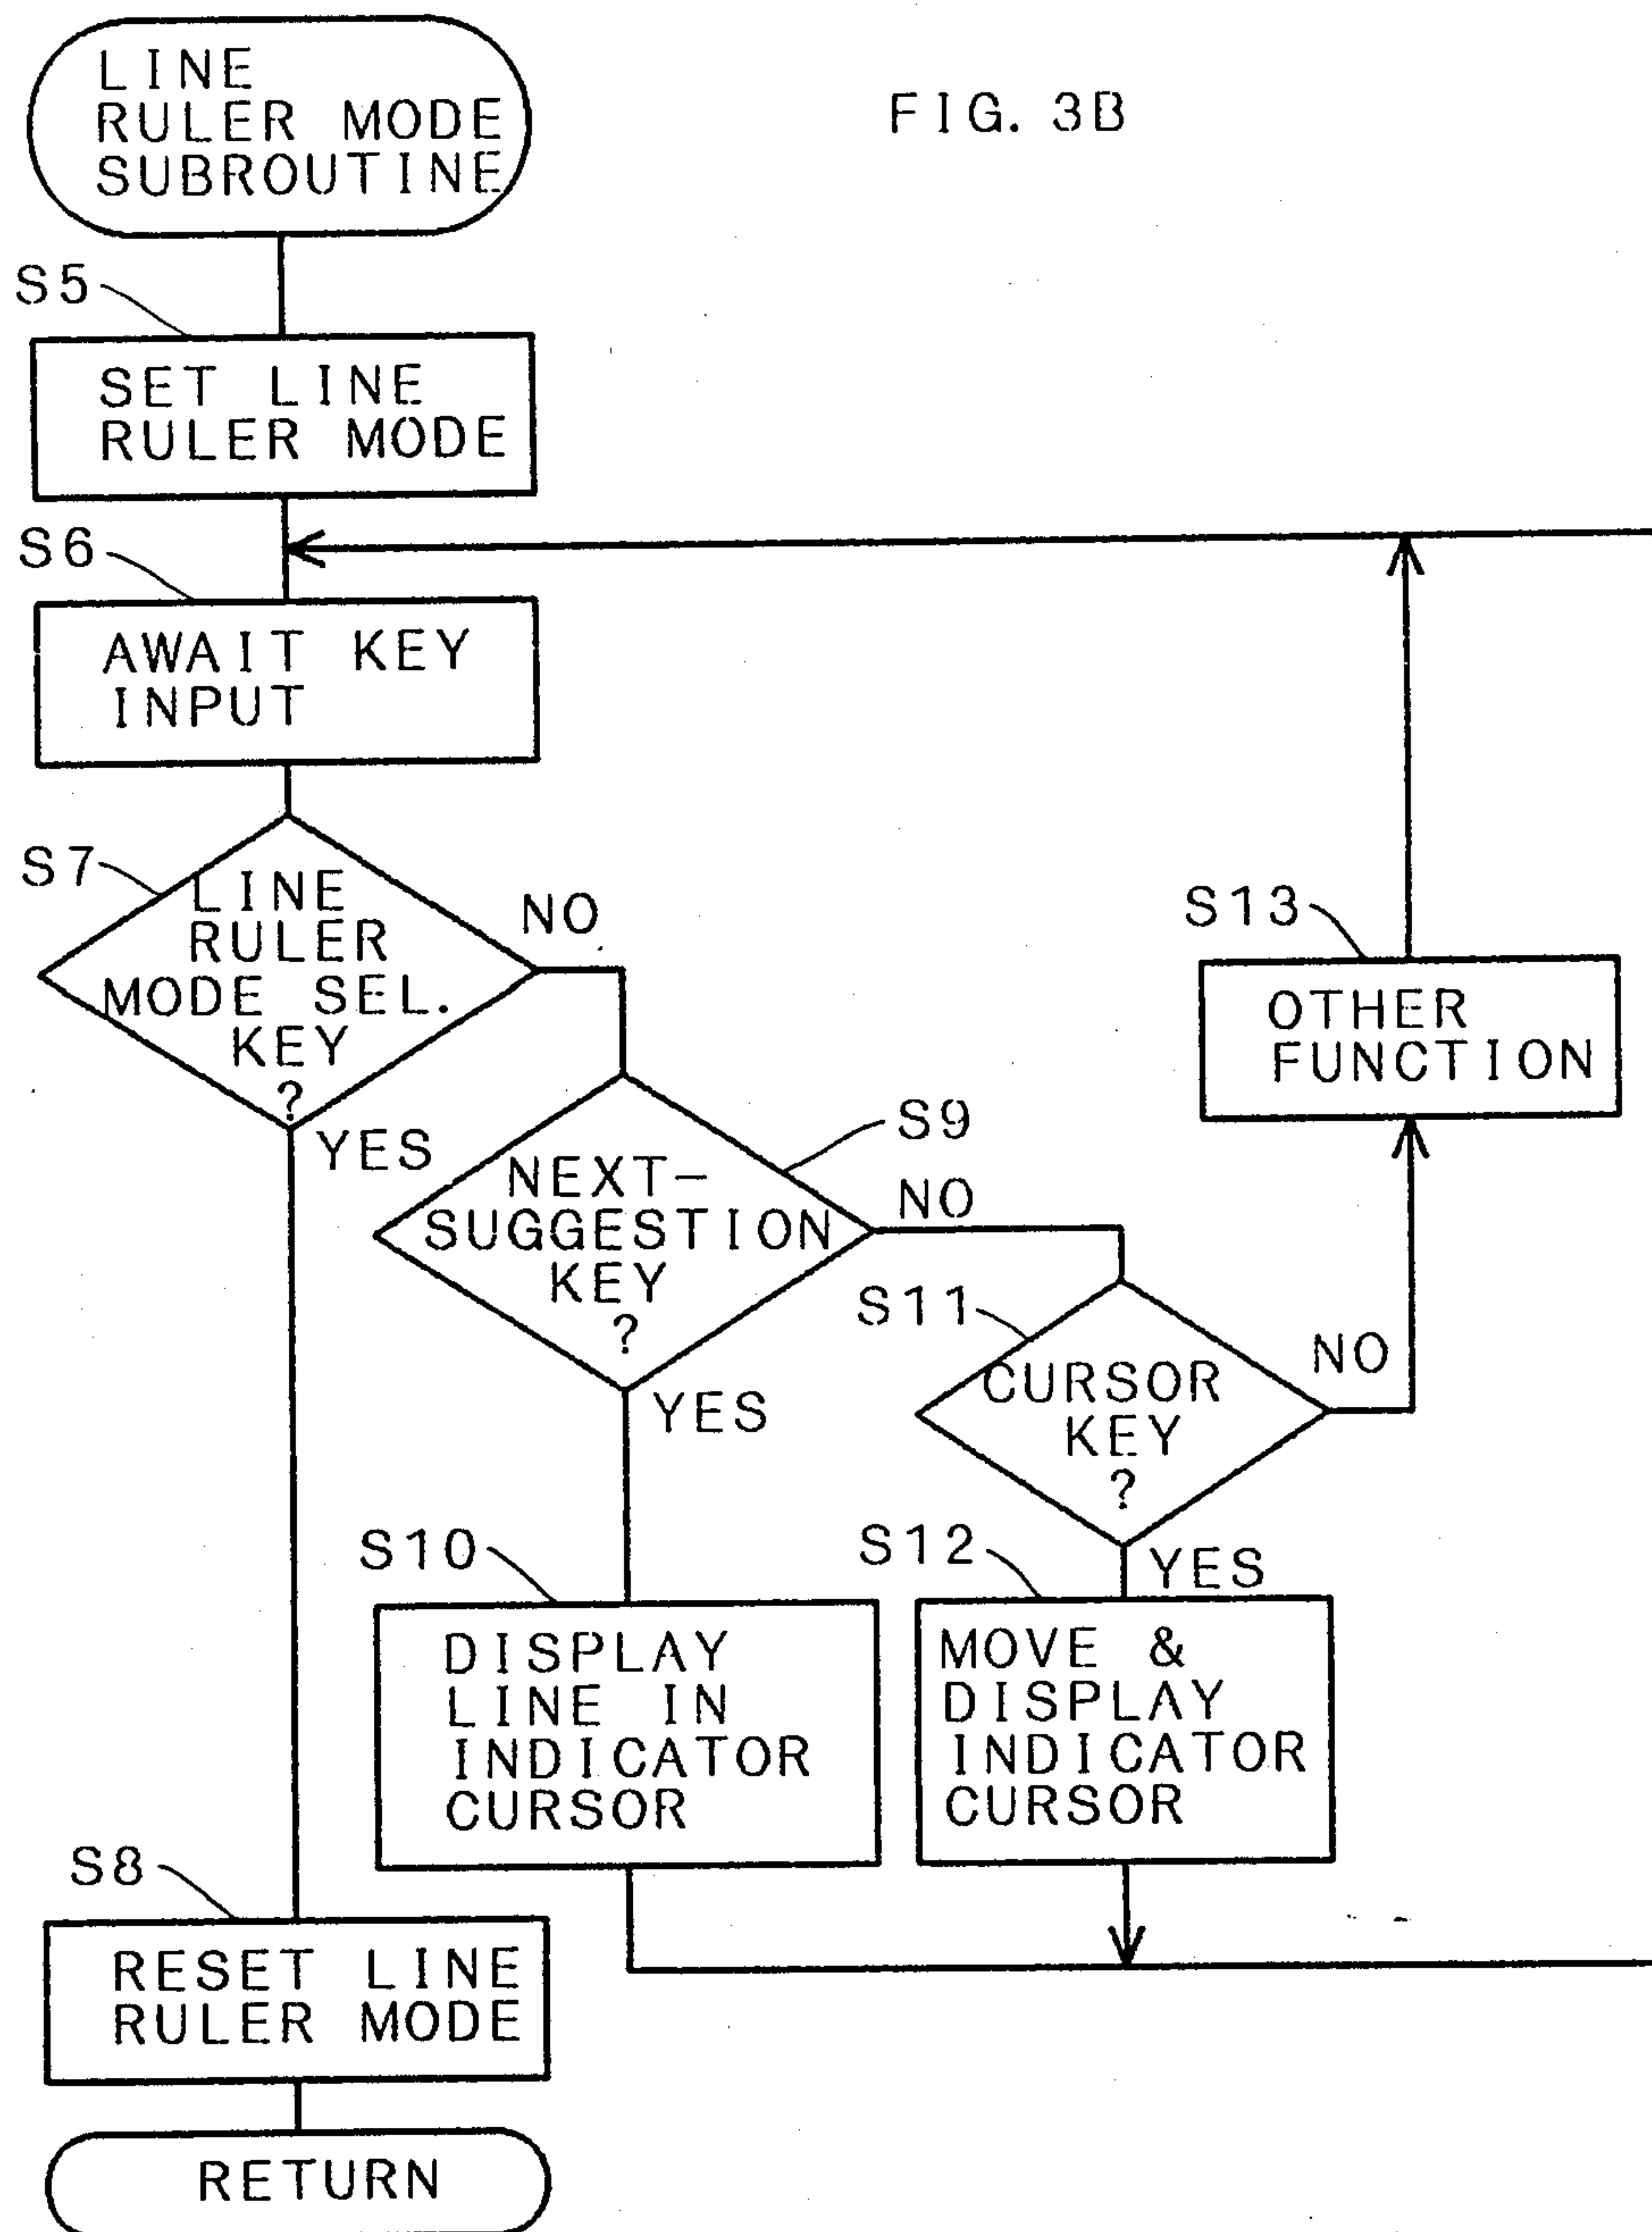 LINE
RULER MODE
SUBROUTINE
FIG. 3B
S5
SET LINE
RULER MODE
S6
AWAIT KEY
INPUT
S7
LINE
RULER
MODE SEL.
KEY
?
NO
YES
S13
OTHER
FUNCTION
S9
NEXT-
SUGGESTION
KEY
?
NO
YES
S11
CURSOR
KEY
?
NO
YES
S10
DISPLAY
LINE IN
INDICATOR
CURSOR
S12
MOVE &
DISPLAY
INDICATOR
CURSOR
S8
RESET LINE
RULER MODE
RETURN